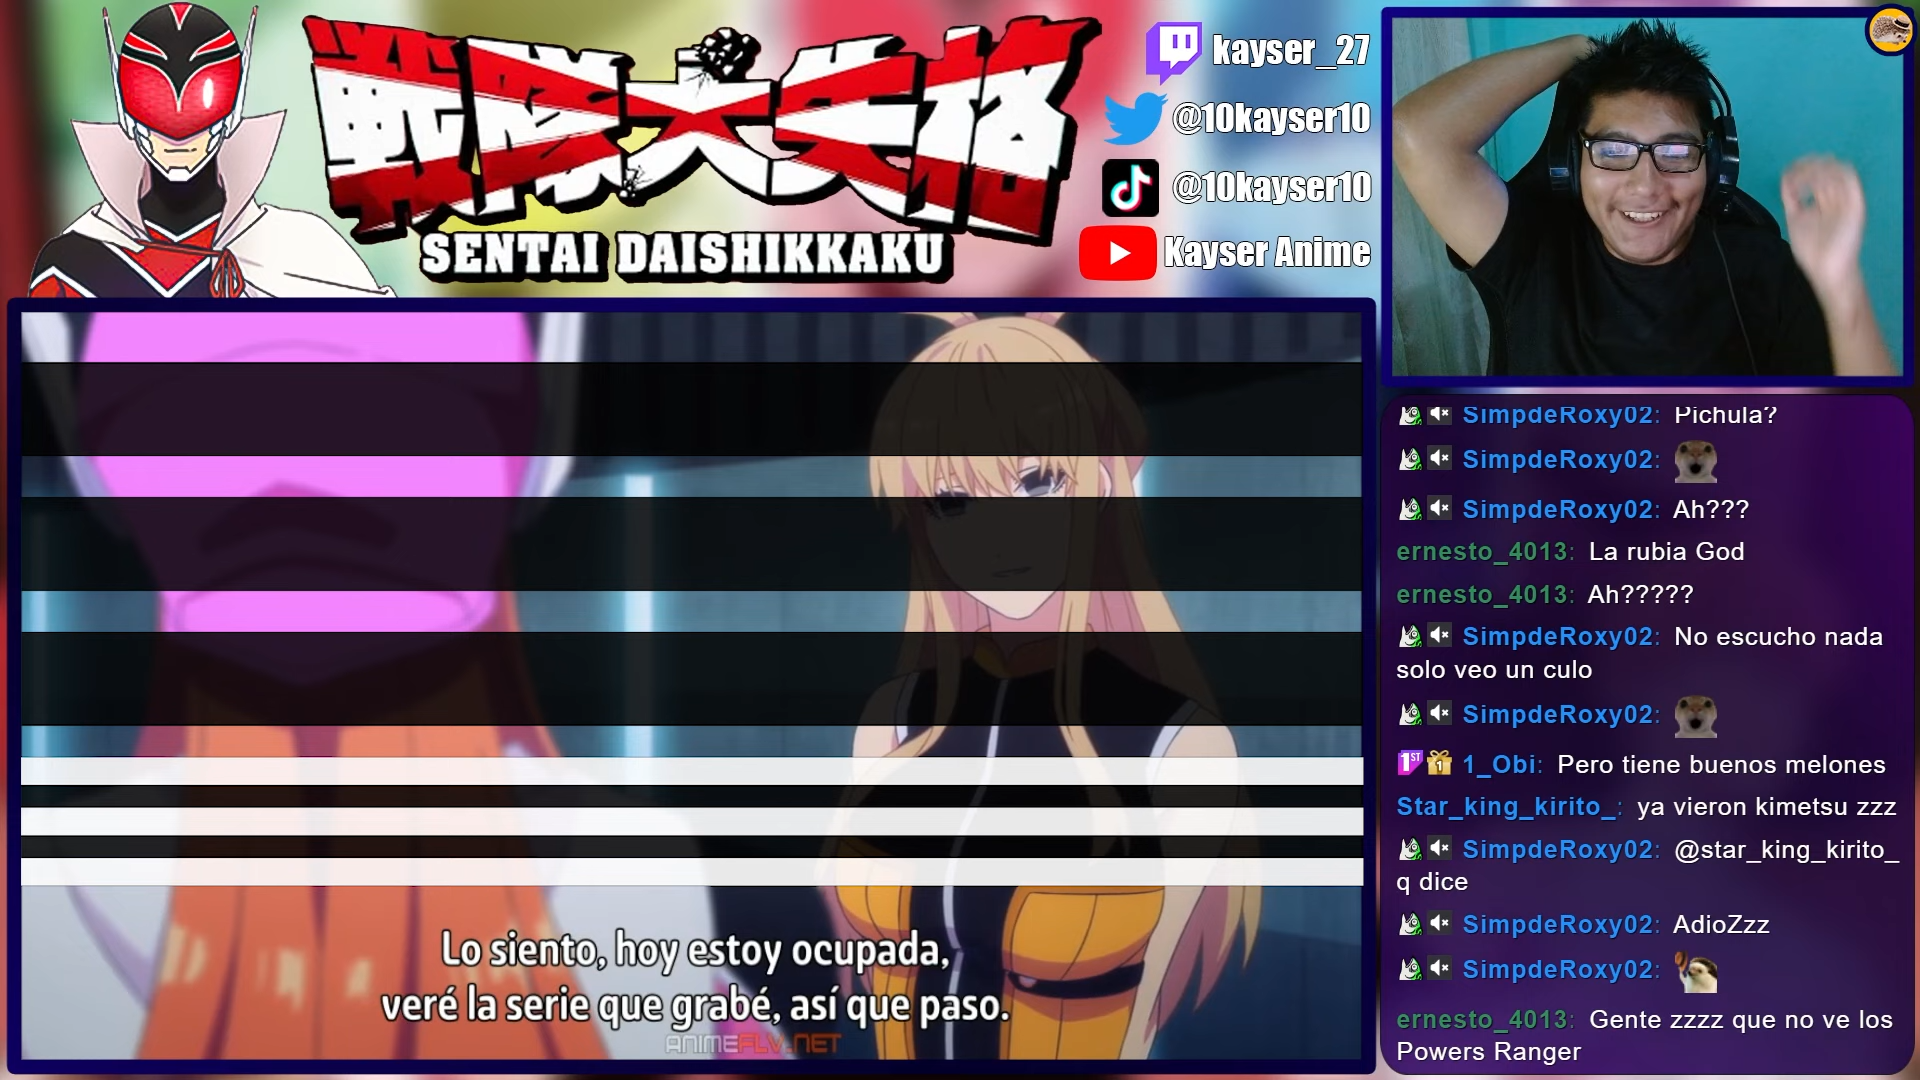 戦隊大失格
SENTAI DAISHIKKAKU
kayser_27
@10kayser10
@10kayser10
Kayser Anime
Lo siento, hoy estoy ocupada,
veré la serie que grabé, así que paso.
ANIMEFLV.NET
SimpdeRoxy02: Pichula?
SimpdeRoxy02:
SimpdeRoxy02: Ah???
ernesto_4013: La rubia God
ernesto_4013: Ah?????
SimpdeRoxy02: No escucho nada
solo veo un culo
SimpdeRoxy02:
1ST 1 1_Obi: Pero tiene buenos melones
Star_king_kirito_: ya vieron kimetsu zzz
SimpdeRoxy02: @star_king_kirito_
q dice
SimpdeRoxy02: AdioZzz
SimpdeRoxy02:
ernesto_4013: Gente zzzz que no ve los
Powers Ranger